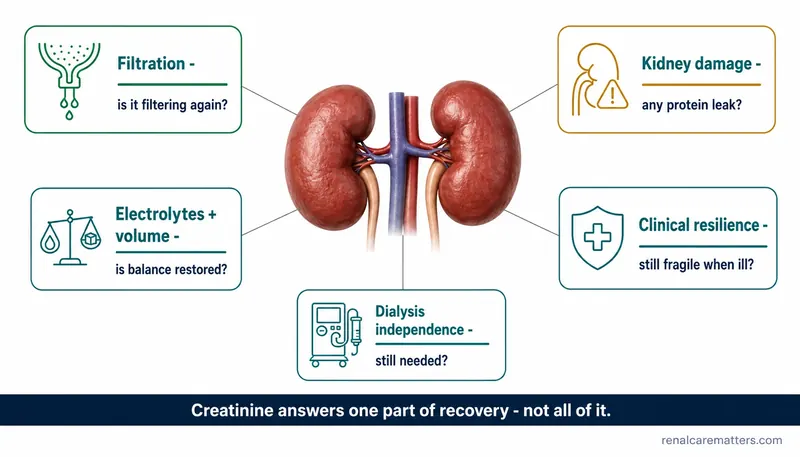 Filtration -
is it filtering again?
Kidney damage -
any protein leak?
Electrolytes +
volume -
is balance restored?
Clinical resilience -
still fragile when ill?
Dialysis
independence -
still needed?
Creatinine answers one part of recovery - not all of it.
renalcarematters.com